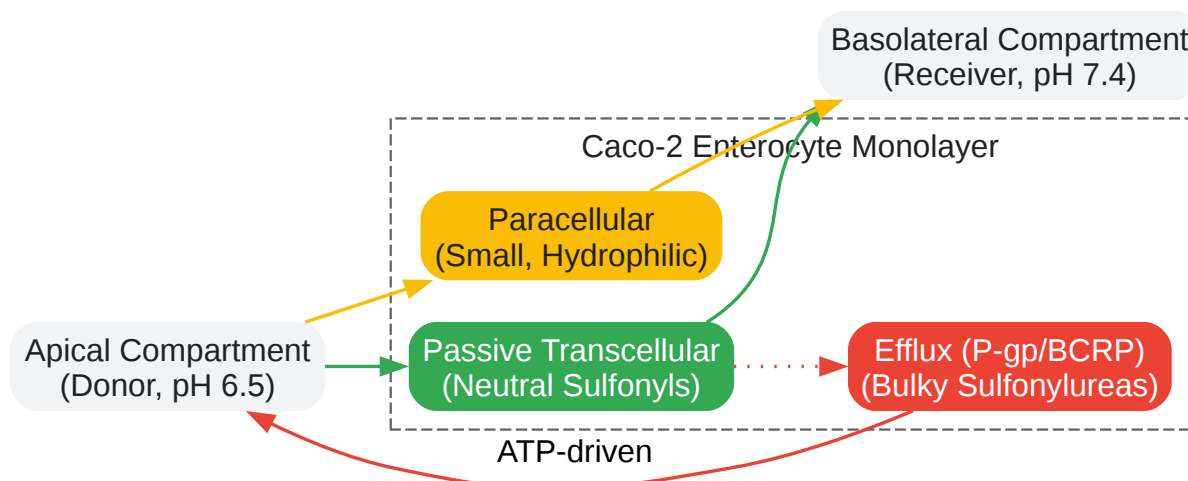 Basolateral Compartment
(Receiver, pH 7.4)
Caco-2 Enterocyte Monolayer
Paracellular
(Small, Hydrophilic)
Apical Compartment
(Donor, pH 6.5)
Passive Transcellular
(Neutral Sulfonyls)
Efflux (P-gp/BCRP)
(Bulky Sulfonylureas)
ATP-driven